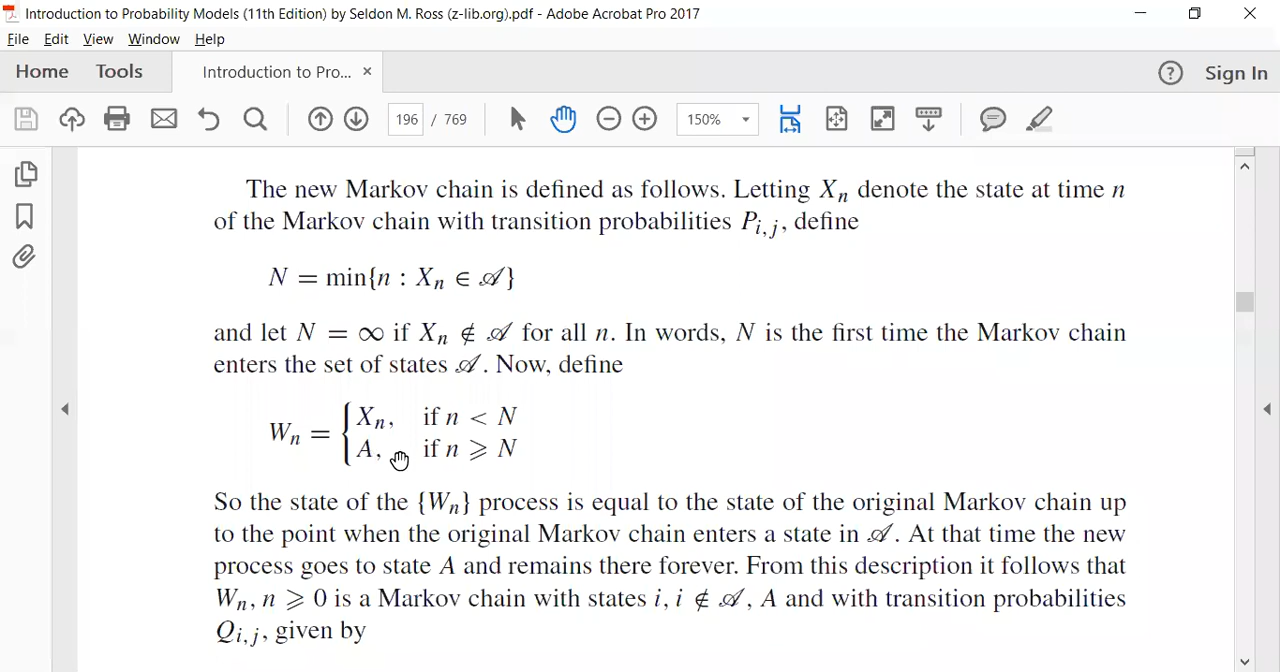 Introduction to Probability Models (11th Edition) by Seldon M. Ross (z-lib.org).pdf - Adobe Acrobat Pro 2017
File Edit View Window Help
Home Tools Introduction to Pro... × ? Sign In
196 / 769 150%
The new Markov chain is defined as follows. Letting Xₙ denote the state at time n
of the Markov chain with transition probabilities Pᵢ,ⱼ, define
N = min{n : Xₙ ∈ 𝒜}
and let N = ∞ if Xₙ ∉ 𝒜 for all n. In words, N is the first time the Markov chain
enters the set of states 𝒜. Now, define
Wₙ = { Xₙ, if n < N
A, if n ⩾ N
So the state of the {Wₙ} process is equal to the state of the original Markov chain up
to the point when the original Markov chain enters a state in 𝒜. At that time the new
process goes to state A and remains there forever. From this description it follows that
Wₙ, n ⩾ 0 is a Markov chain with states i, i ∉ 𝒜, A and with transition probabilities
Qᵢ,ⱼ, given by